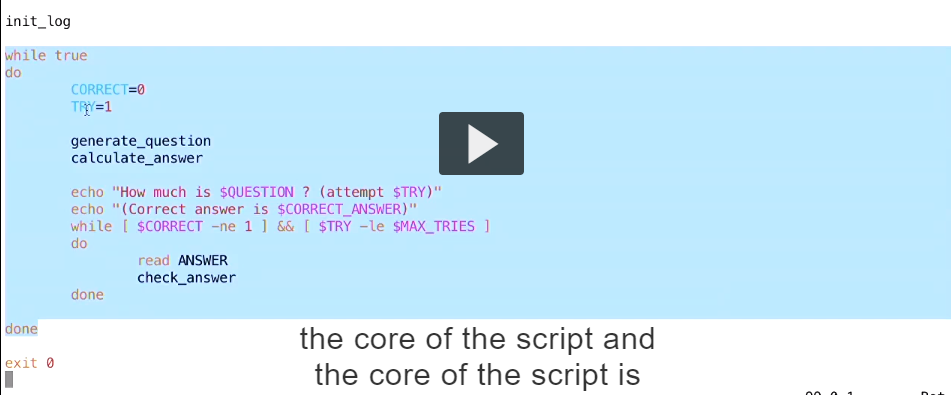 init_log
while true
do
CORRECT=0
TRY=1
generate_question
calculate_answer
echo "How much is $QUESTION ? (attempt $TRY)"
echo "(Correct answer is $CORRECT_ANSWER)"
while [ $CORRECT -ne 1 ] && [ $TRY -le $MAX_TRIES ]
do
read ANSWER
check_answer
done
done
exit 0
the core of the script and
the core of the script is